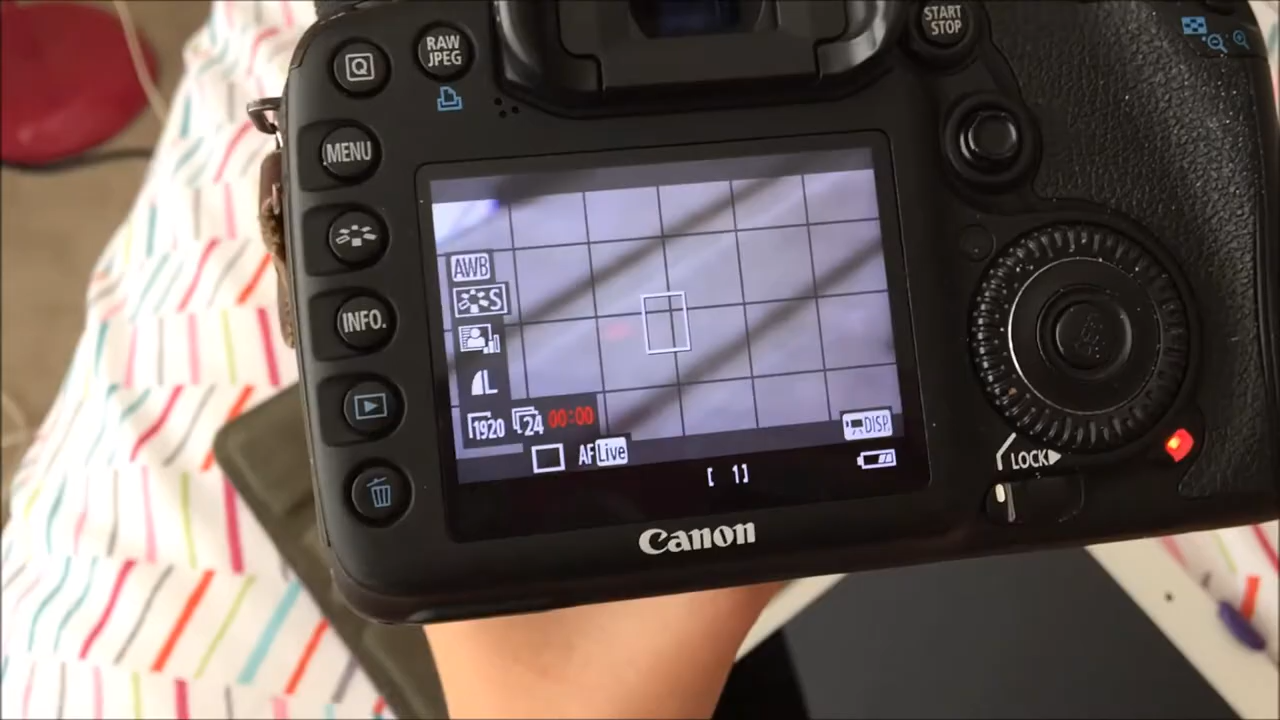 START
STOP
RAW
JPEG
Q
MENU
INFO.
AWB
S
L
1920 24 00:00
DISP.
AF Live
[ 1]
LOCK
Canon